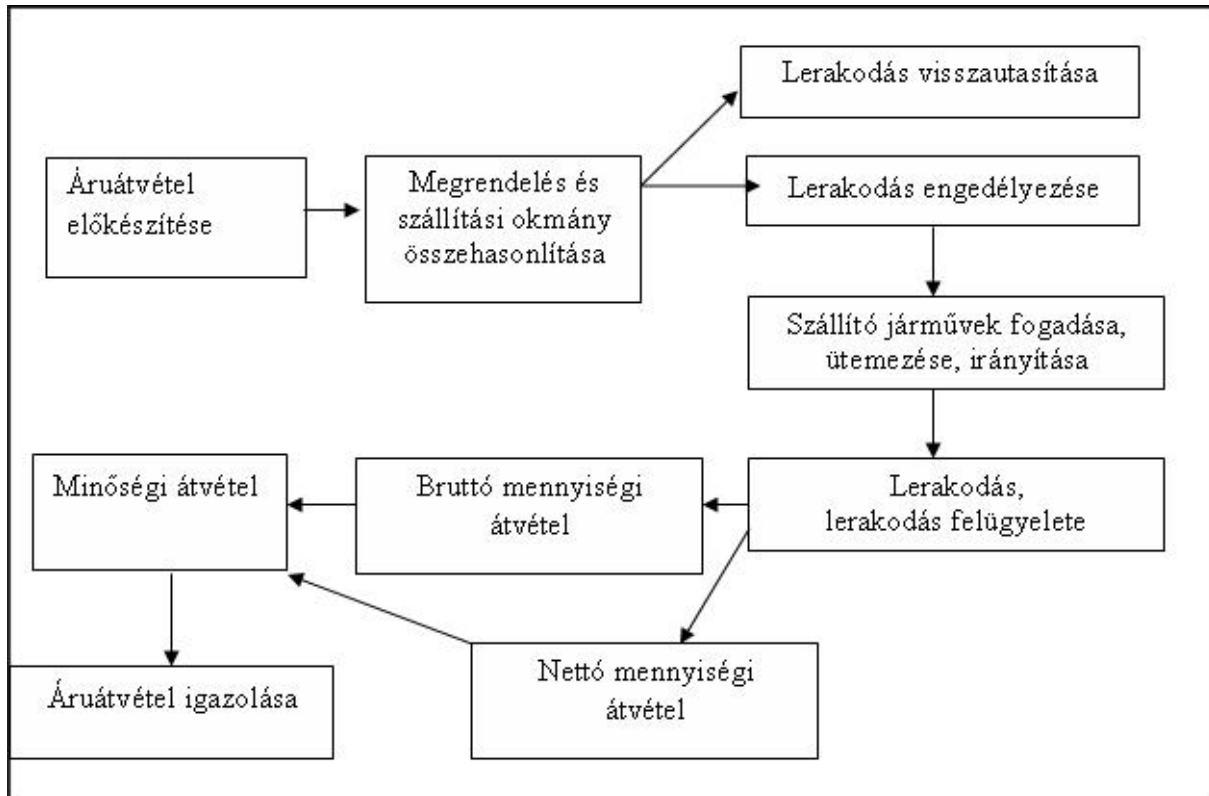 Lerakodás visszautasítása
Áruátvétel
előkészítése
Megrendelés és
szállítási okmány
összehasonlítása
Lerakodás engedélyezése
Szállító járművek fogadása,
ütemezése, irányítása
Lerakodás,
lerakodás felügyelete
Bruttó mennyiségi
átvétel
Minőségi átvétel
Nettó mennyiségi
átvétel
Áruátvétel igazolása